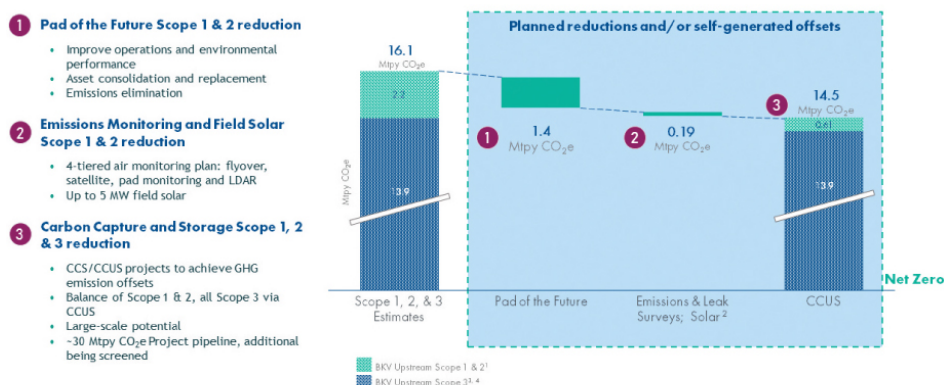 1 Pad of the Future Scope 1 & 2 reduction
• Improve operations and environmental
performance
• Asset consolidation and replacement
• Emissions elimination
2 Emissions Monitoring and Field Solar
Scope 1 & 2 reduction
• 4-tiered air monitoring plan: flyover,
satellite, pad monitoring and LDAR
• Up to 5 MW field solar
3 Carbon Capture and Storage Scope 1, 2
& 3 reduction
• CCS/CCUS projects to achieve GHG
emission offsets
• Balance of Scope 1 & 2, all Scope 3 via
CCUS
• Large-scale potential
• ~30 Mtpy CO₂e Project pipeline, additional
being screened
Planned reductions and/or self-generated offsets
Mtpy CO₂e
16.1
Mtpy CO₂e
2.2
13.9
1
1.4
Mtpy CO₂e
2
0.19
Mtpy CO₂e
3
14.5
Mtpy CO₂e
0.61
13.9
Net Zero
Scope 1, 2, & 3
Estimates
Pad of the Future
Emissions & Leak
Surveys; Solar²
CCUS
BKV Upstream Scope 1 & 2¹
BKV Upstream Scope 3³˒ ⁴